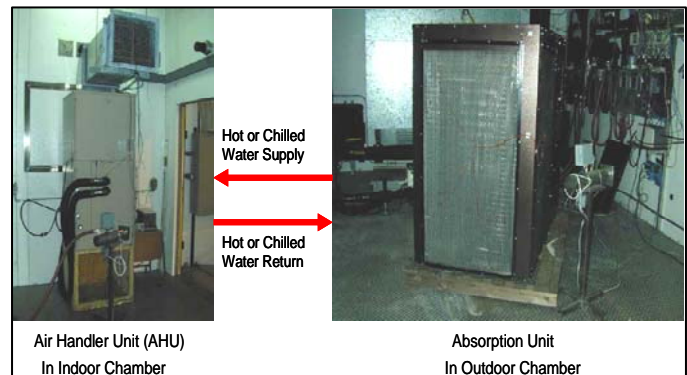 Hot or Chilled
Water Supply
Hot or Chilled
Water Return
Air Handler Unit (AHU)
In Indoor Chamber
Absorption Unit
In Outdoor Chamber